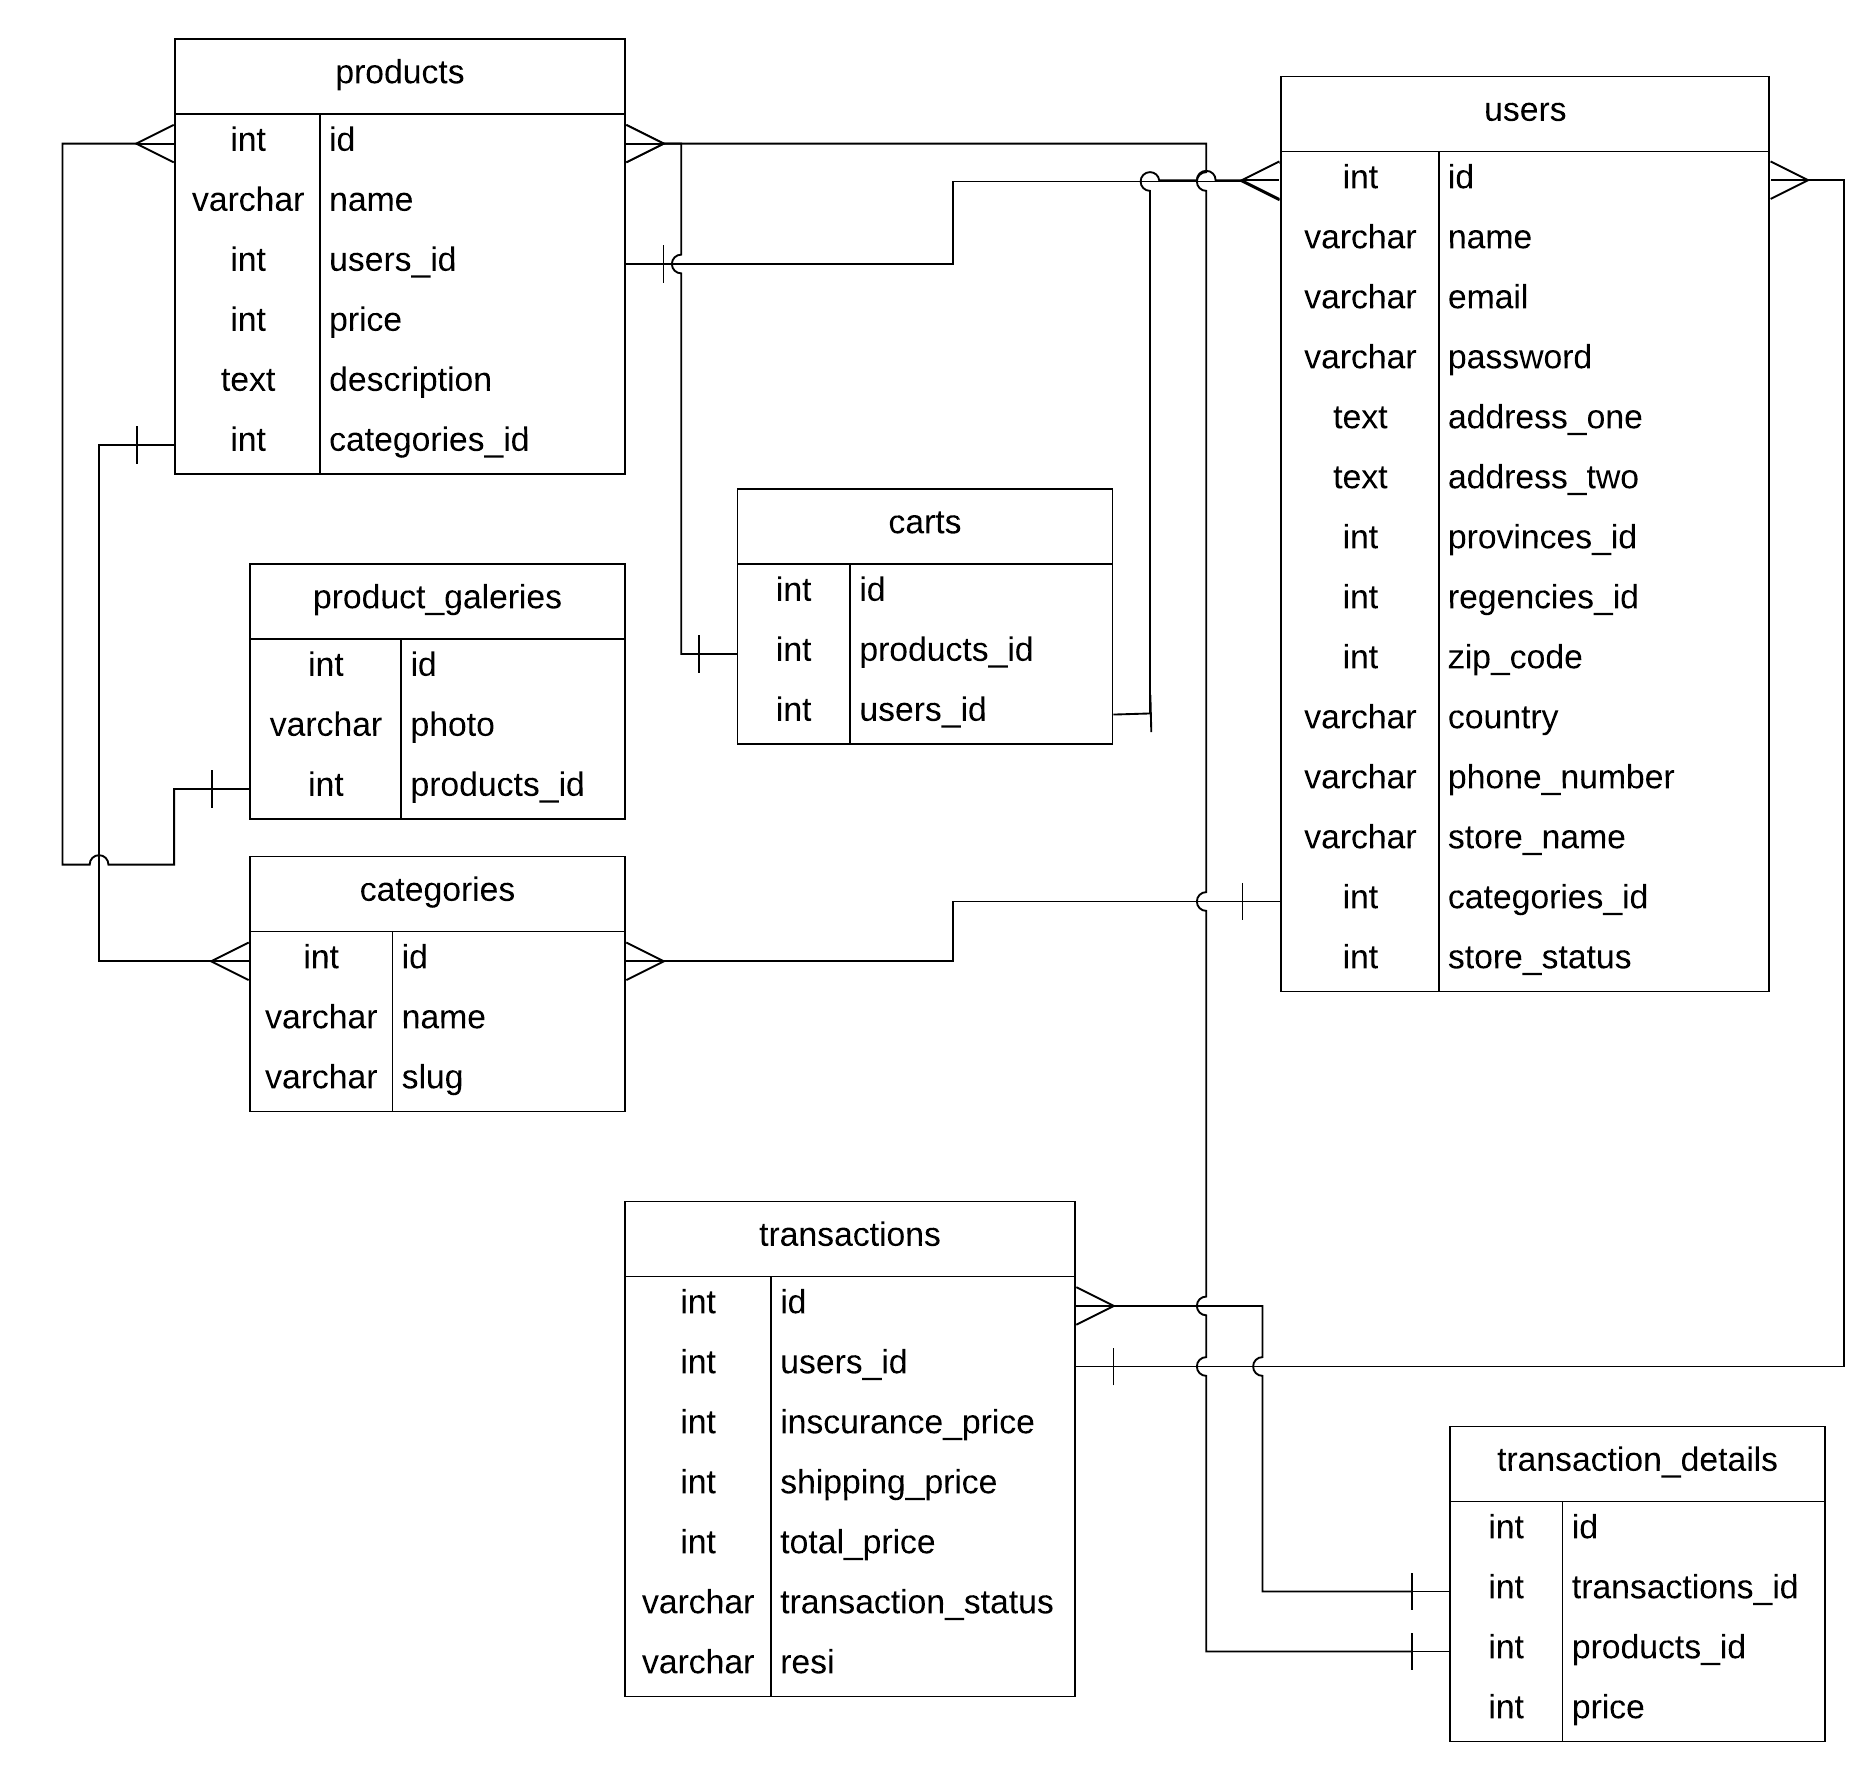 products
int id
varchar name
int users_id
int price
text description
int categories_id
users
int id
varchar name
varchar email
varchar password
text address_one
text address_two
int provinces_id
int regencies_id
int zip_code
varchar country
varchar phone_number
varchar store_name
int categories_id
int store_status
carts
int id
int products_id
int users_id
product_galeries
int id
varchar photo
int products_id
categories
int id
varchar name
varchar slug
transactions
int id
int users_id
int inscurance_price
int shipping_price
int total_price
varchar transaction_status
varchar resi
transaction_details
int id
int transactions_id
int products_id
int price